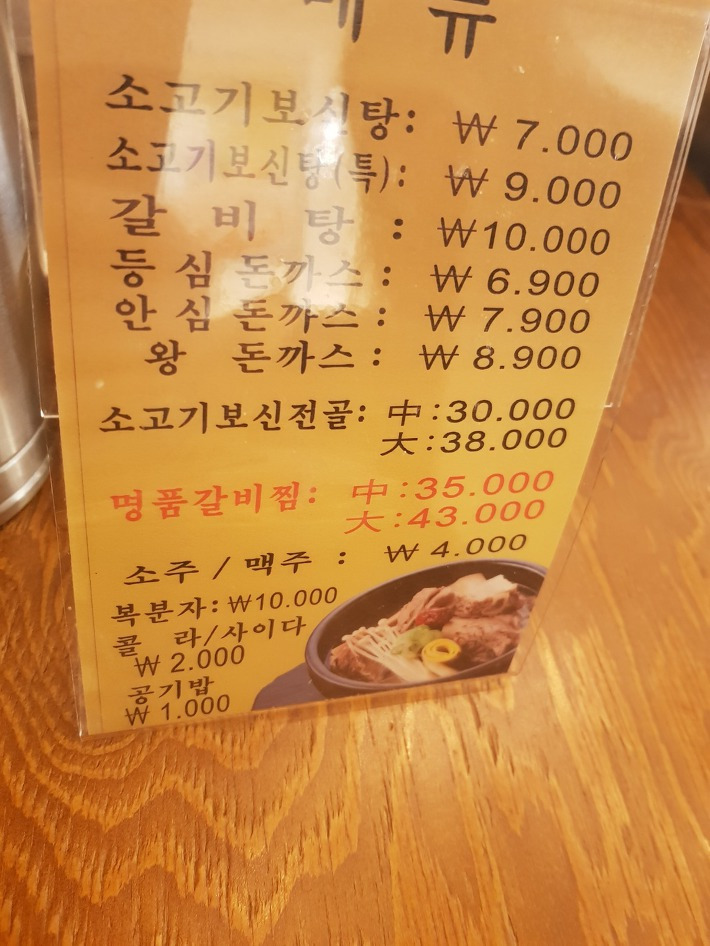 메 뉴
소고기보신탕: ₩ 7.000
소고기보신탕(특): ₩ 9.000
갈 비 탕 : ₩10.000
등 심 돈까스 : ₩ 6.900
안 심 돈까스 : ₩ 7.900
왕 돈까스 : ₩ 8.900
소고기보신전골: 中:30.000
大:38.000
명품갈비찜: 中:35.000
大:43.000
소주 / 맥주 : ₩ 4.000
복분자: ₩10.000
콜 라/사이다
₩ 2.000
공기밥
₩ 1.000